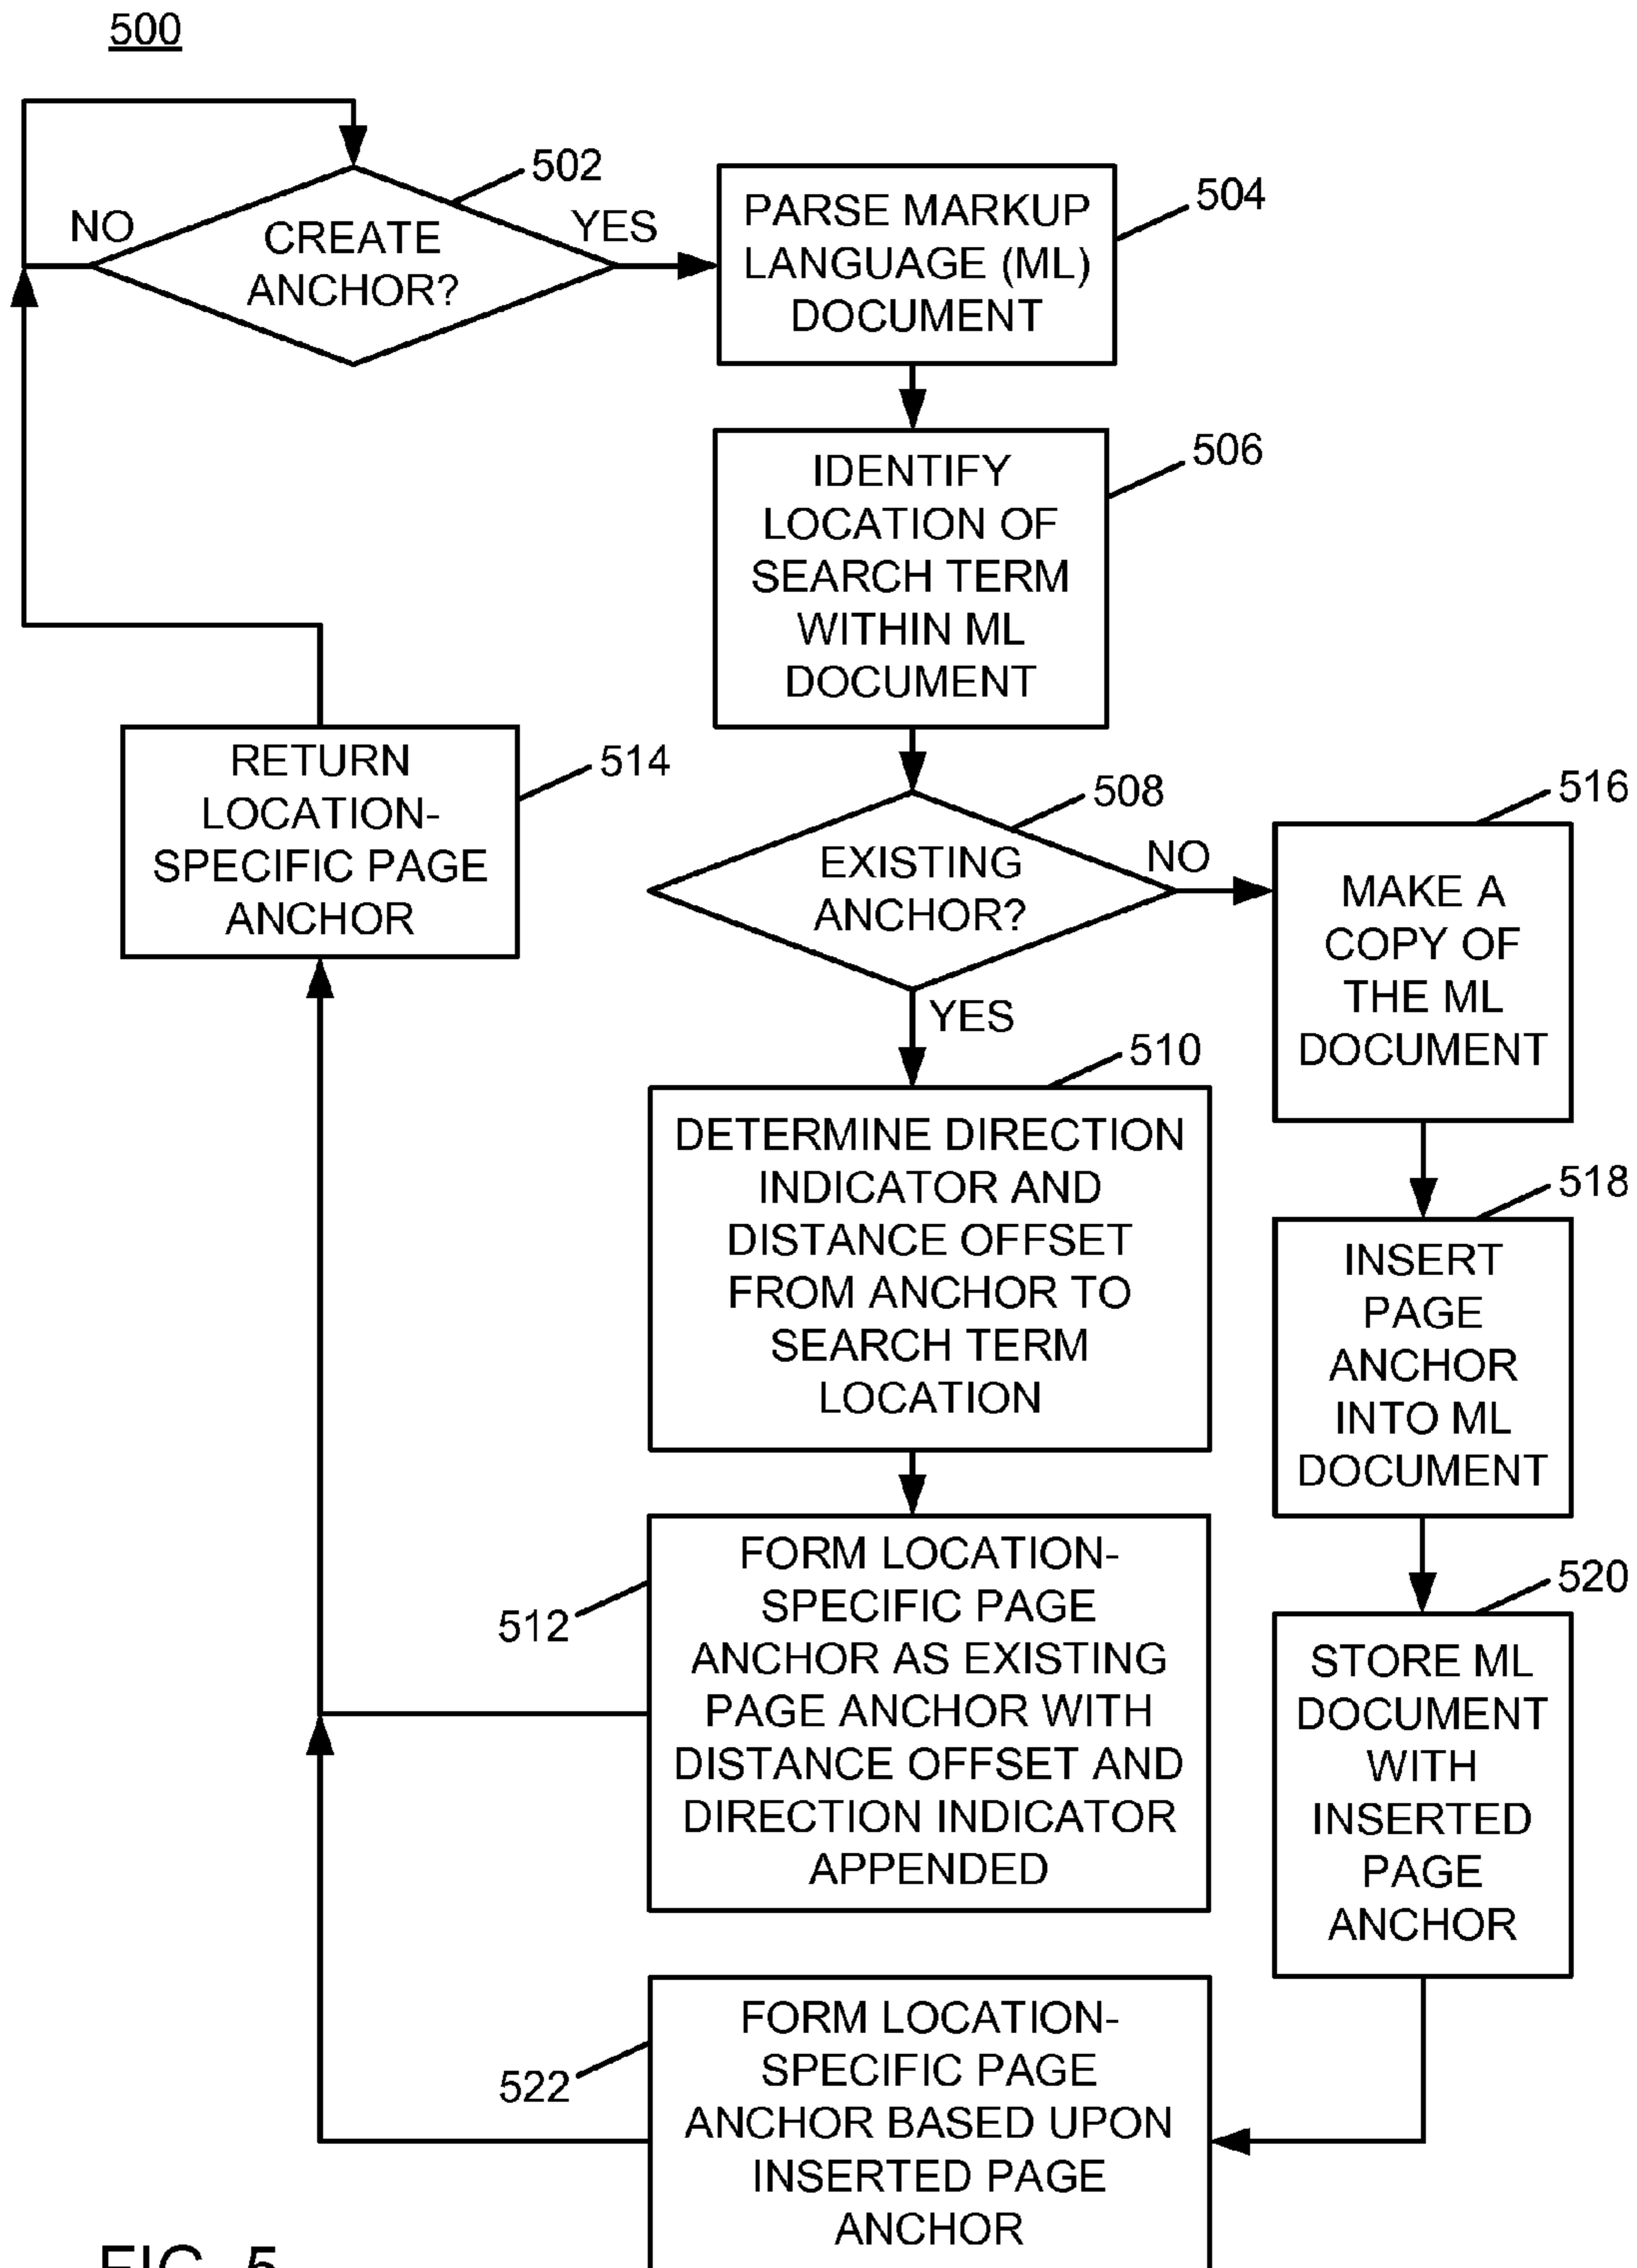 500
502
NO
CREATE
ANCHOR?
YES
PARSE MARKUP
LANGUAGE (ML)
DOCUMENT
504
IDENTIFY
LOCATION OF
SEARCH TERM
WITHIN ML
DOCUMENT
506
RETURN
LOCATION-
SPECIFIC PAGE
ANCHOR
514
508
EXISTING
ANCHOR?
NO
YES
516
MAKE A
COPY OF
THE ML
DOCUMENT
510
DETERMINE DIRECTION
INDICATOR AND
DISTANCE OFFSET
FROM ANCHOR TO
SEARCH TERM
LOCATION
518
INSERT
PAGE
ANCHOR
INTO ML
DOCUMENT
512
FORM LOCATION-
SPECIFIC PAGE
ANCHOR AS EXISTING
PAGE ANCHOR WITH
DISTANCE OFFSET AND
DIRECTION INDICATOR
APPENDED
520
STORE ML
DOCUMENT
WITH
INSERTED
PAGE
ANCHOR
522
FORM LOCATION-
SPECIFIC PAGE
ANCHOR BASED UPON
INSERTED PAGE
ANCHOR
FIG. 5